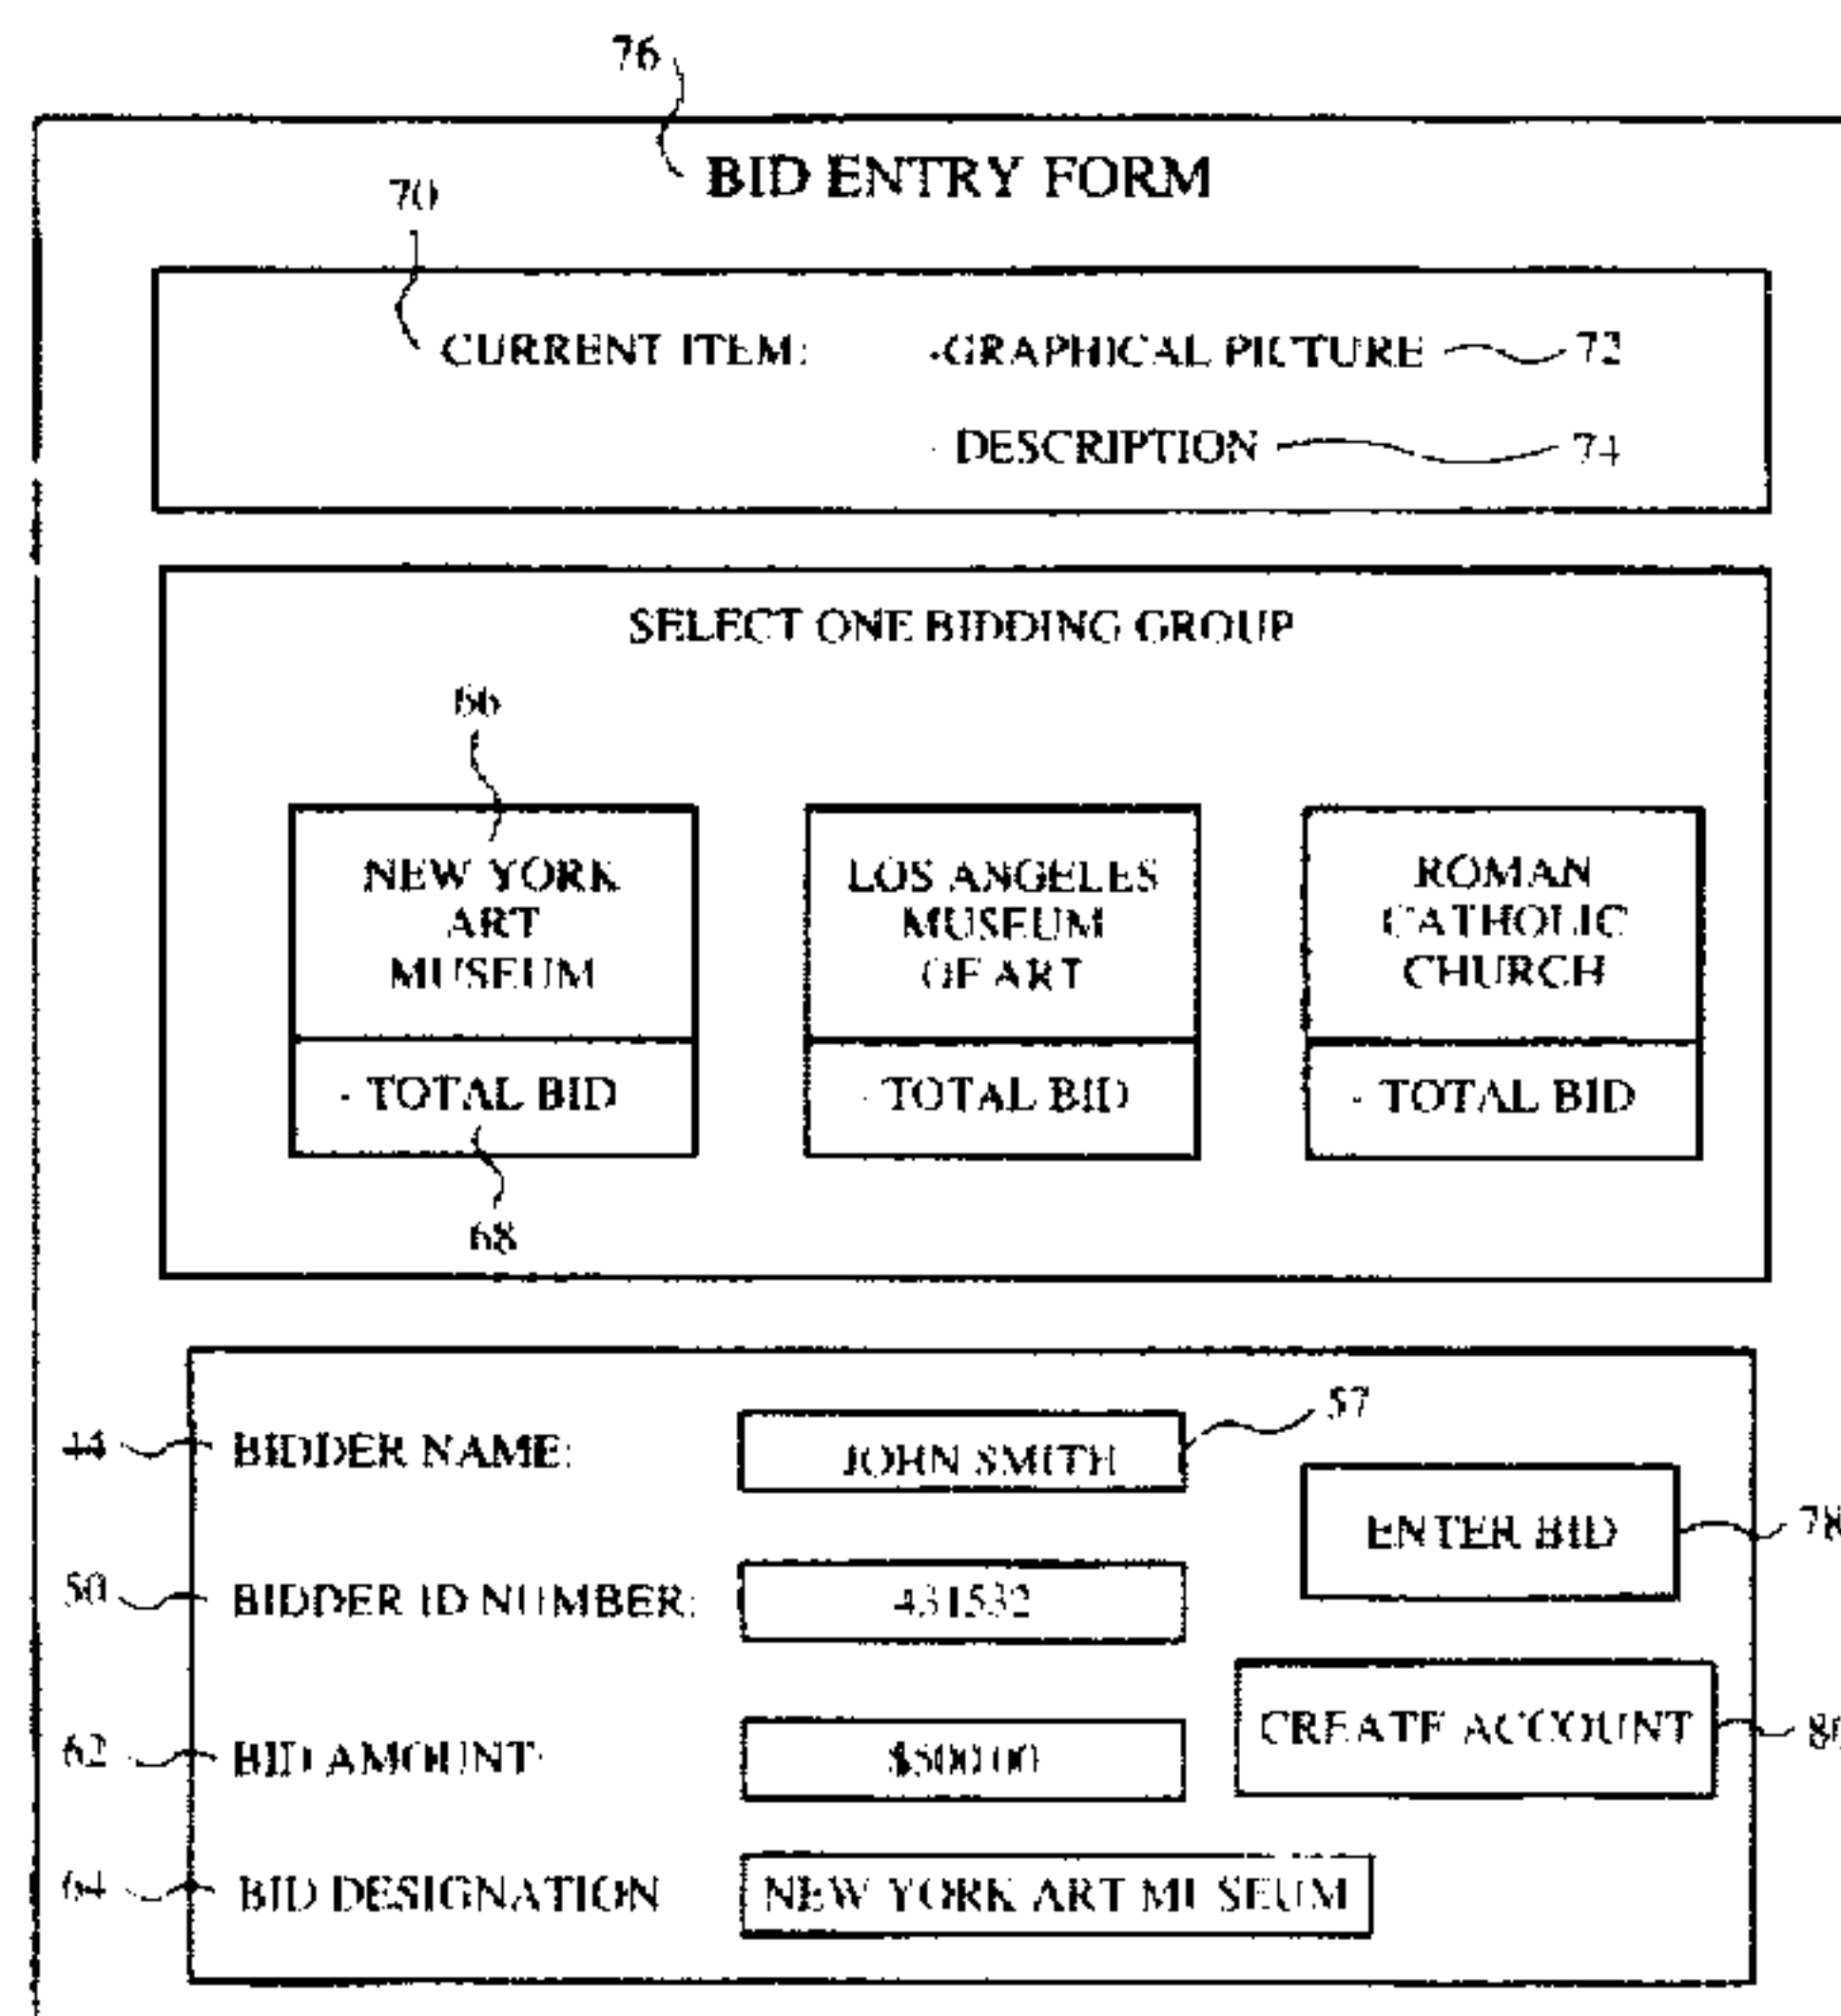 76
BID ENTRY FORM
70
CURRENT ITEM: ·GRAPHICAL PICTURE 72
· DESCRIPTION 74
SELECT ONE BIDDING GROUP
66
NEW YORK
ART
MUSEUM
· TOTAL BID
68
LOS ANGELES
MUSEUM
OF ART
· TOTAL BID
ROMAN
CATHOLIC
CHURCH
· TOTAL BID
44 BIDDER NAME: JOHN SMITH 57
ENTER BID 78
50 BIDDER ID NUMBER: 431532
CREATE ACCOUNT
62 BID AMOUNT: $500.00
64 BID DESIGNATION NEW YORK ART MUSEUM